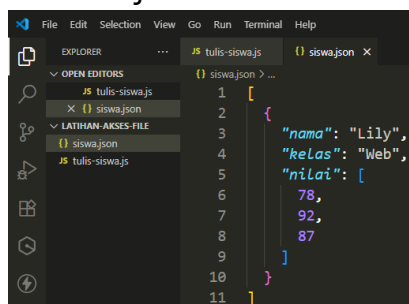 File Edit Selection View Go Run Terminal Help
EXPLORER ... JS tulis-siswa.js {} siswa.json ×
OPEN EDITORS {} siswa.json > ...
JS tulis-siswa.js
× {} siswa.json
LATIHAN-AKSES-FILE
{} siswa.json
JS tulis-siswa.js
1 [
2 {
3 "nama": "Lily",
4 "kelas": "Web",
5 "nilai": [
6 78,
7 92,
8 87
9 ]
10 }
11 ]